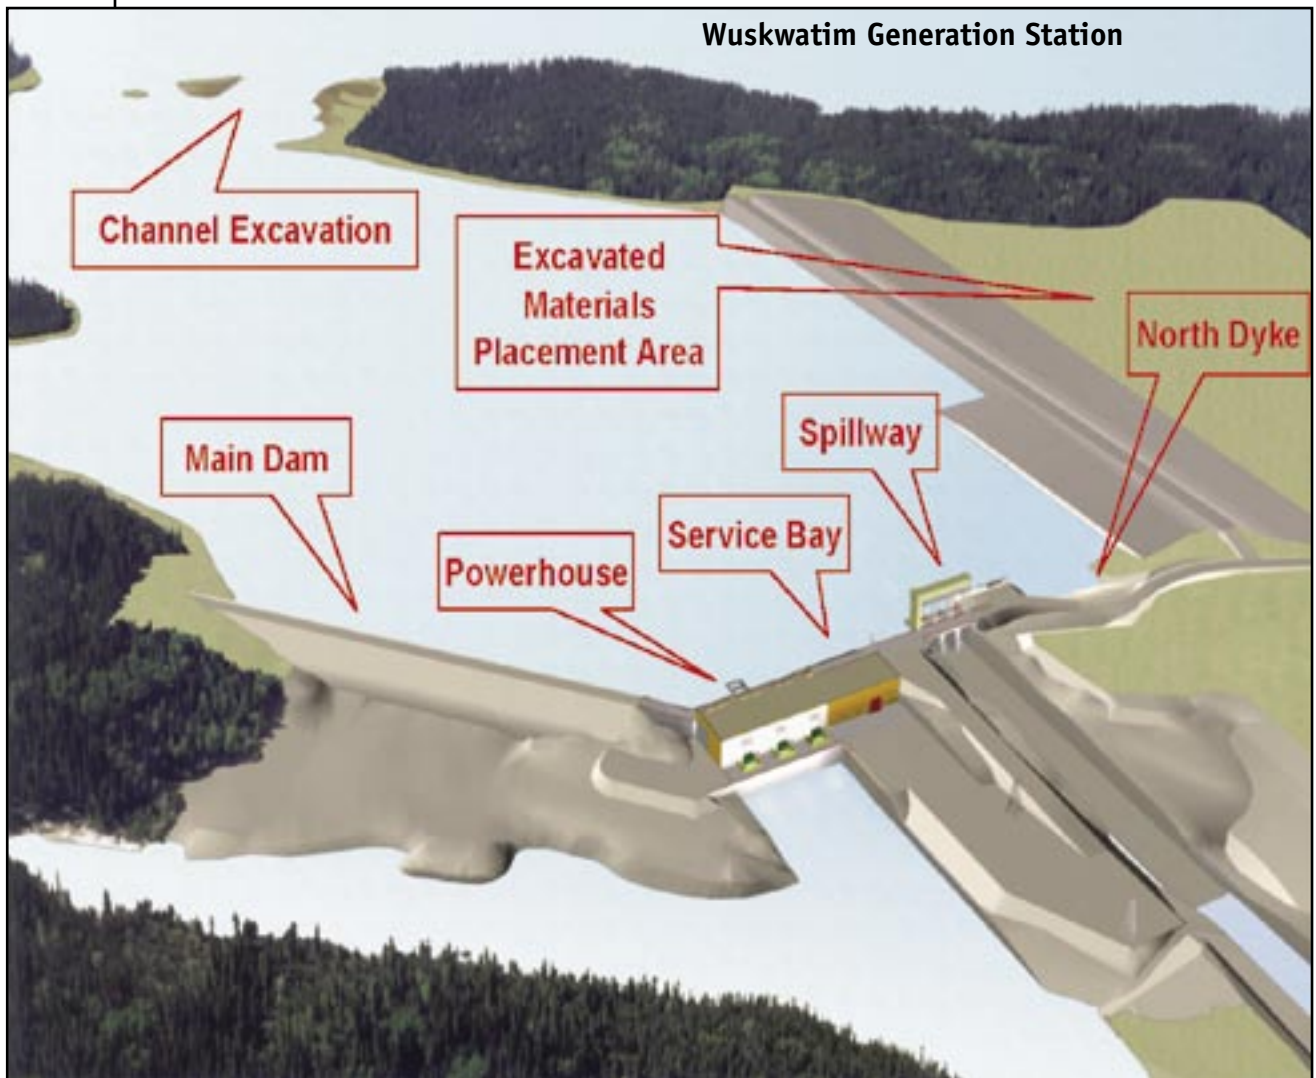 Wuskwatim Generation Station
Channel Excavation
Excavated
Materials
Placement Area
North Dyke
Main Dam
Spillway
Service Bay
Powerhouse